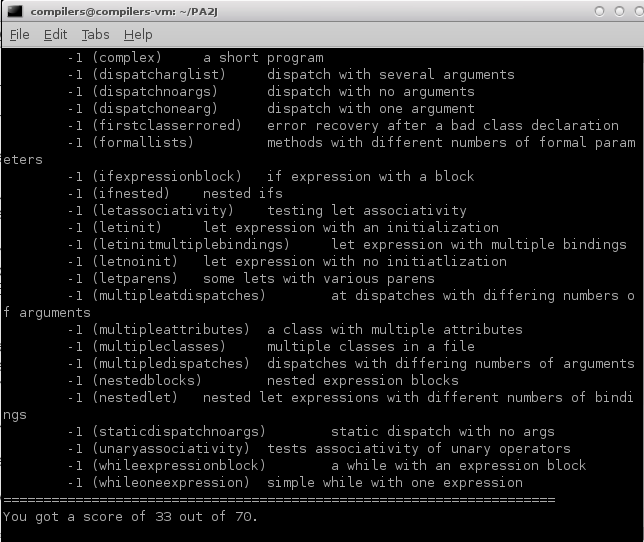 compilers@compilers-vm: ~/PA2J
File Edit Tabs Help
-1 (complex) a short program
-1 (dispatcharglist) dispatch with several arguments
-1 (dispatchnoargs) dispatch with no arguments
-1 (dispatchonearg) dispatch with one argument
-1 (firstclasserrored) error recovery after a bad class declaration
-1 (formallists) methods with different numbers of formal param
eters
-1 (ifexpressionblock) if expression with a block
-1 (ifnested) nested ifs
-1 (letassociativity) testing let associativity
-1 (letinit) let expression with an initialization
-1 (letinitmultiplebindings) let expression with multiple bindings
-1 (letnoinit) let expression with no initiatlization
-1 (letparens) some lets with various parens
-1 (multipleatdispatches) at dispatches with differing numbers o
f arguments
-1 (multipleattributes) a class with multiple attributes
-1 (multipleclasses) multiple classes in a file
-1 (multipledispatches) dispatches with differing numbers of arguments
-1 (nestedblocks) nested expression blocks
-1 (nestedlet) nested let expressions with different numbers of bindi
ngs
-1 (staticdispatchnoargs) static dispatch with no args
-1 (unaryassociativity) tests associativity of unary operators
-1 (whileexpressionblock) a while with an expression block
-1 (whileoneexpression) simple while with one expression
=====================================================================
You got a score of 33 out of 70.